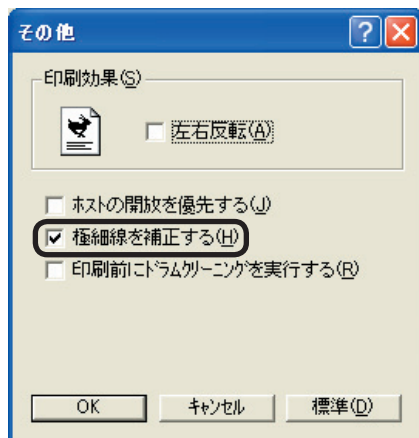 その他
印刷効果(S)
左右反転(A)
ホストの開放を優先する(J)
極細線を補正する(H)
印刷前にドラムクリーニングを実行する(R)
OK キャンセル 標準(D)